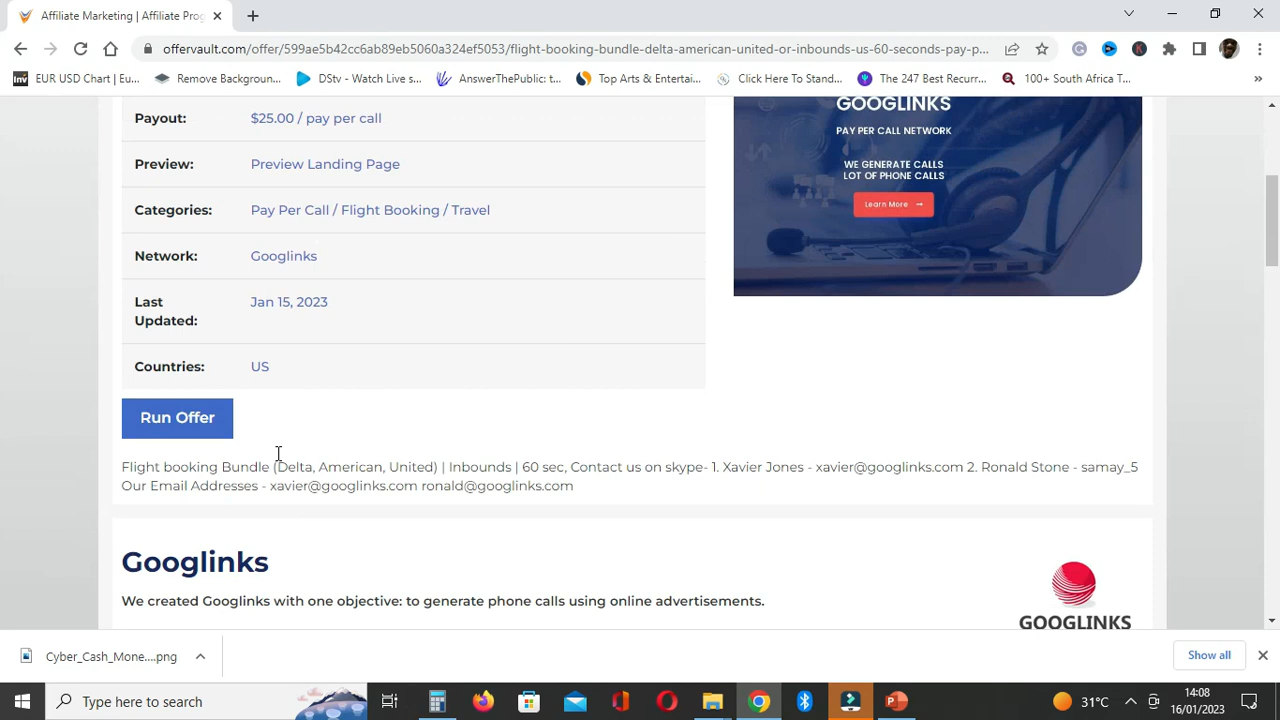 Affiliate Marketing | Affiliate Prog
offervault.com/offer/599ae5b42cc6ab89eb5060a324ef5053/flight-booking-bundle-delta-american-united-or-inbounds-us-60-seconds-pay-p...
EUR USD Chart | Eu...
Remove Backgroun...
DStv - Watch Live s...
AnswerThePublic: t...
Top Arts & Entertai...
Click Here To Stand...
The 247 Best Recurr...
100+ South Africa T...
»
Payout: $25.00 / pay per call
Preview: Preview Landing Page
Categories: Pay Per Call / Flight Booking / Travel
Network: Googlinks
Last Updated: Jan 15, 2023
Countries: US
GOOGLINKS
PAY PER CALL NETWORK
WE GENERATE CALLS
LOT OF PHONE CALLS
Learn More →
Run Offer
Flight booking Bundle (Delta, American, United) | Inbounds | 60 sec, Contact us on skype- 1. Xavier Jones - xavier@googlinks.com 2. Ronald Stone - samay_5
Our Email Addresses - xavier@googlinks.com ronald@googlinks.com
Googlinks
We created Googlinks with one objective: to generate phone calls using online advertisements.
GOOGLINKS
Cyber_Cash_Mone....png
Show all
Type here to search
31°C
14:08
16/01/2023